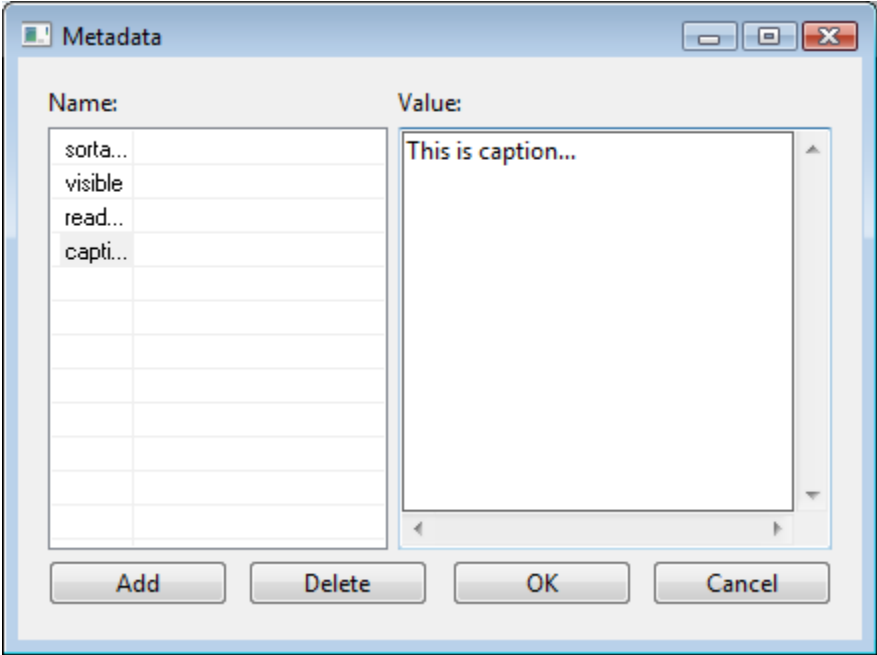 Metadata
Name:
Value:
sorta...
visible
read...
capti...
This is caption...
Add
Delete
OK
Cancel